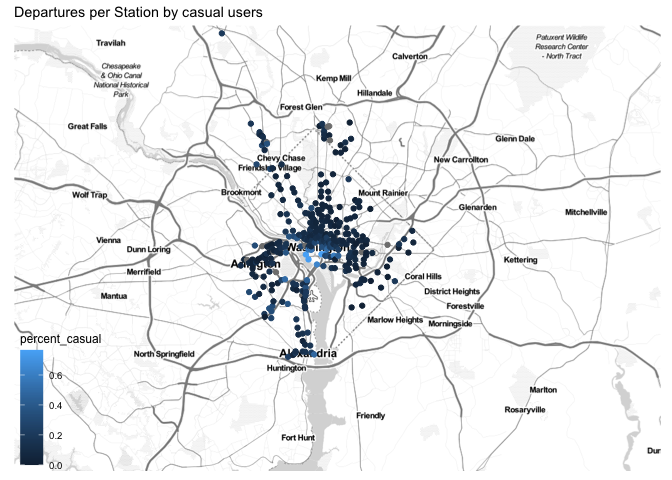 Departures per Station by casual users
Travilah
Patuxent Wildlife
Research Center
- North Tract
Calverton
Chesapeake
& Ohio Canal
National Historical
Park
Kemp Mill
Hillandale
Forest Glen
Great Falls
Glenn Dale
Chevy Chase
New Carrollton
Friendship Village
Brookmont
Mount Rainier
Wolf Trap
Glenarden
Mitchellville
Vienna
Dunn Loring
Washington
Kettering
Arlington
Merrifield
Coral Hills
Mantua
District Heights
Forestville
Marlow Heights
Morningside
percent_casual
North Springfield
Alexandria
Huntington
0.6
0.4
0.2
0.0
Marlton
Rosaryville
Friendly
Fort Hunt
Dun